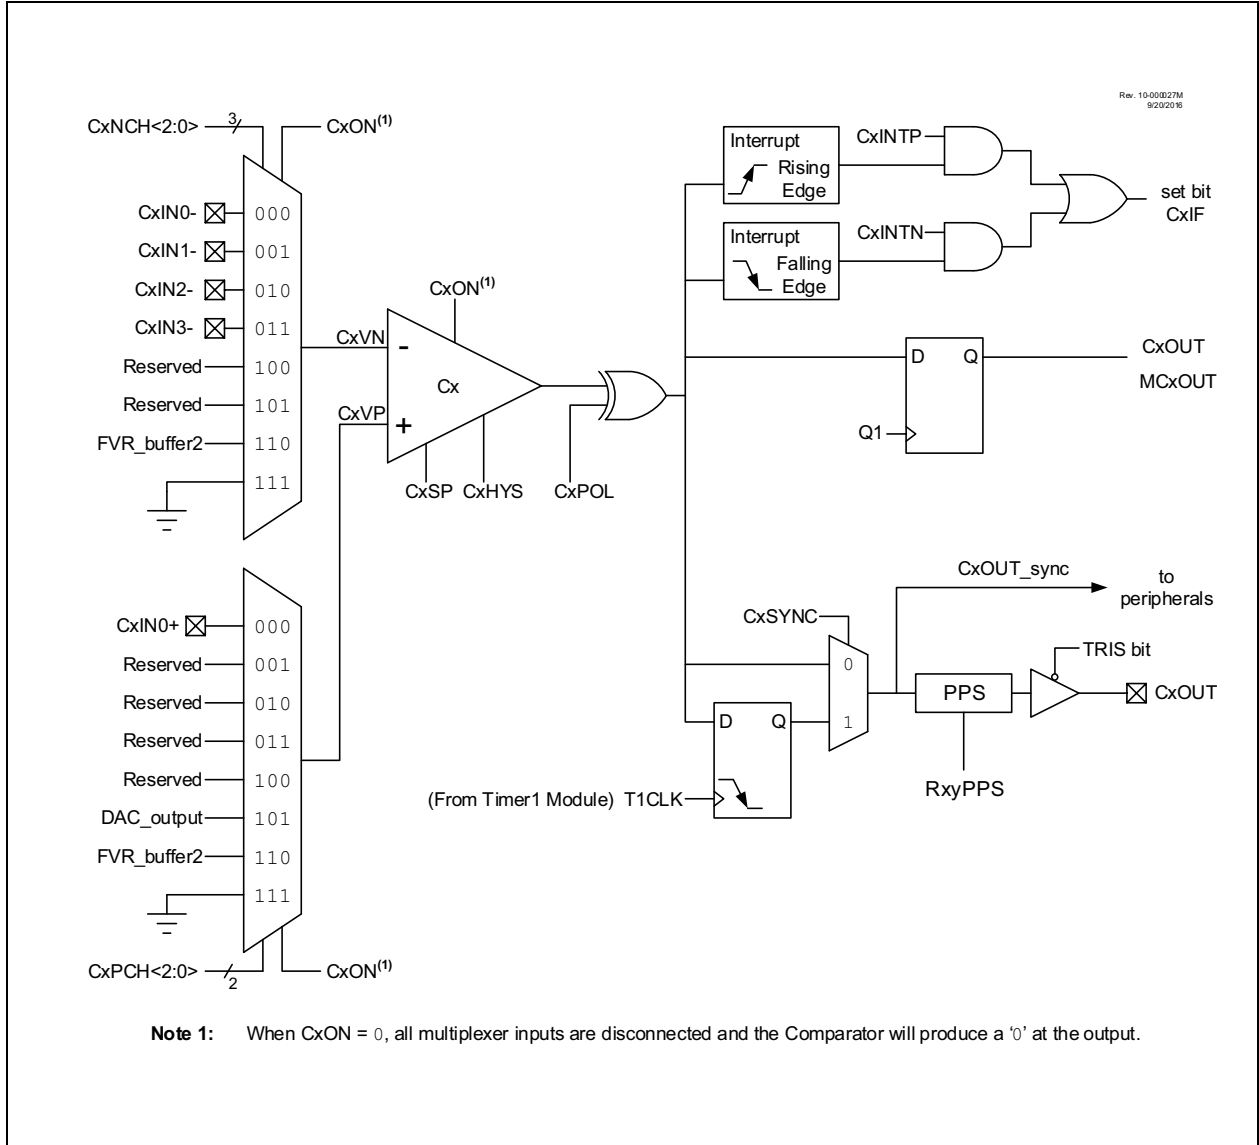 Rev. 10-000027M
9/20/2016
CxNCH<2:0>
3
CxON(1)
CxIN0-
000
CxIN1-
001
CxIN2-
010
CxIN3-
011
Reserved
100
Reserved
101
FVR_buffer2
110
111
CxVN
CxVP
CxON(1)
-
Cx
+
CxSP
CxHYS
CxPOL
Interrupt
Rising
Edge
CxINTP
Interrupt
Falling
Edge
CxINTN
set bit
CxIF
D
Q
Q1
CxOUT
MCxOUT
CxIN0+
000
Reserved
001
Reserved
010
Reserved
011
Reserved
100
DAC_output
101
FVR_buffer2
110
111
CxPCH<2:0>
2
CxON(1)
CxOUT_sync
to
peripherals
CxSYNC
0
1
D
Q
(From Timer1 Module) T1CLK
PPS
RxyPPS
TRIS bit
CxOUT
Note 1: When CxON = 0, all multiplexer inputs are disconnected and the Comparator will produce a ‘0’ at the output.